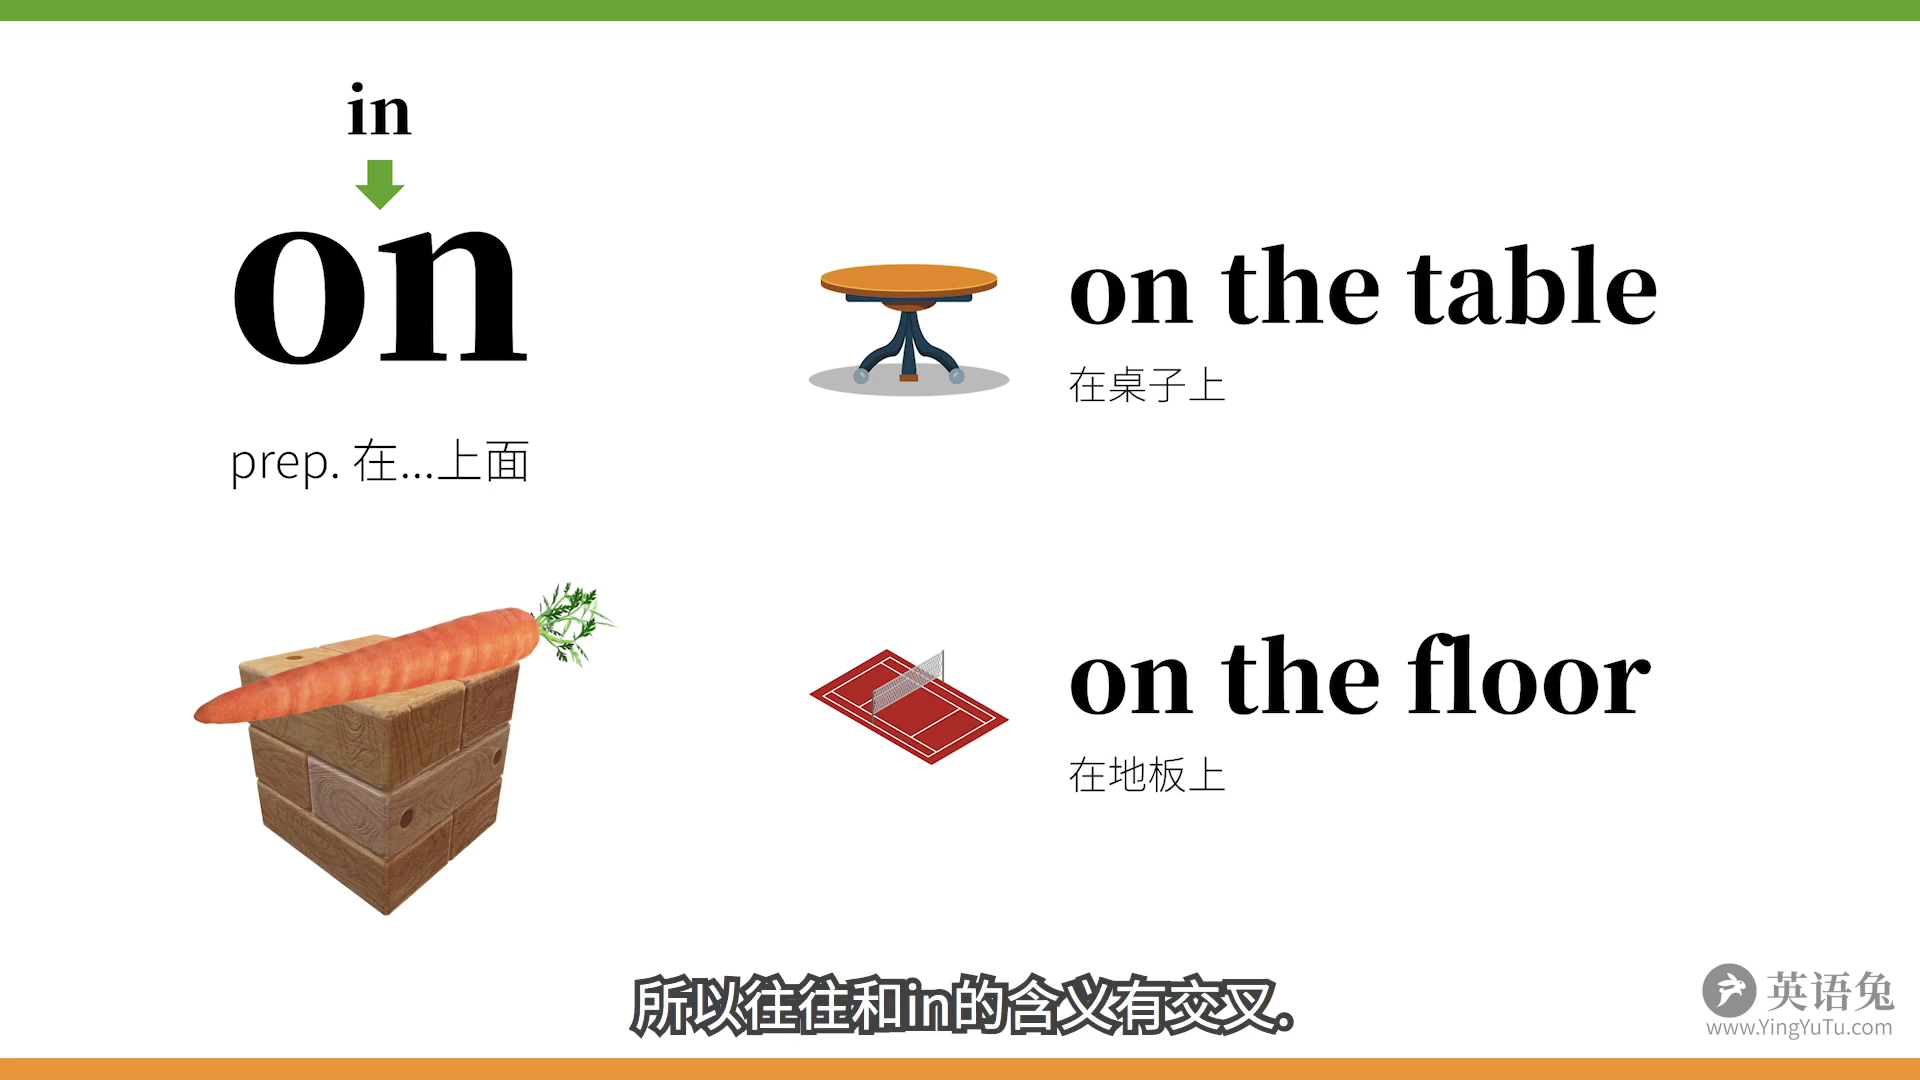 in
on
prep. 在...上面
on the table
在桌子上
on the floor
在地板上
所以往往和in的含义有交叉.
英语兔
www.YingYuTu.com